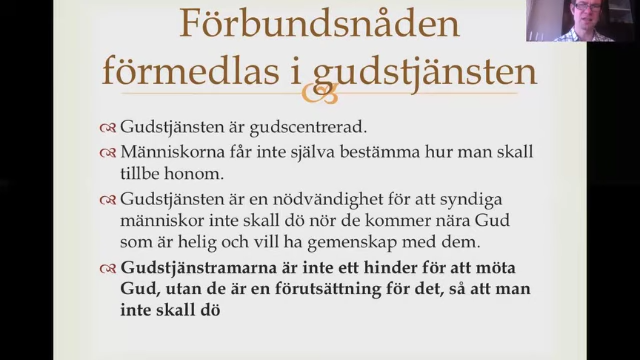 Förbundsnåden
förmedlas i gudstjänsten
Gudstjänsten är gudscentrerad.
Människorna får inte själva bestämma hur man skall
tillbe honom.
Gudstjänsten är en nödvändighet för att syndiga
människor inte skall dö nör de kommer nära Gud
som är helig och vill ha gemenskap med dem.
Gudstjänstramarna är inte ett hinder för att möta
Gud, utan de är en förutsättning för det, så att man
inte skall dö